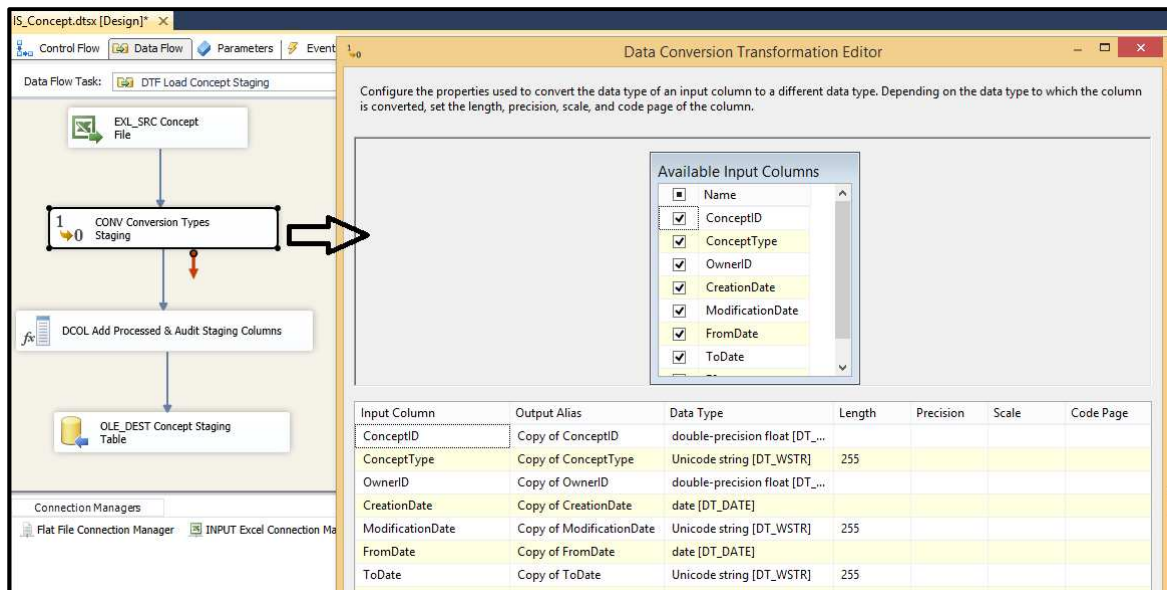 IS_Concept.dtsx [Design]* X
Control Flow Data Flow Parameters Event
Data Flow Task: DTF Load Concept Staging
EXL_SRC Concept
File
1
0
CONV Conversion Types
Staging
fx
DCOL Add Processed & Audit Staging Columns
OLE_DEST Concept Staging
Table
Connection Managers
Flat File Connection Manager INPUT Excel Connection Ma
Data Conversion Transformation Editor
Configure the properties used to convert the data type of an input column to a different data type. Depending on the data type to which the column
is converted, set the length, precision, scale, and code page of the column.
Available Input Columns
Name
ConceptID
ConceptType
OwnerID
CreationDate
ModificationDate
FromDate
ToDate
Input Column Output Alias Data Type Length Precision Scale Code Page
ConceptID Copy of ConceptID double-precision float [DT_...
ConceptType Copy of ConceptType Unicode string [DT_WSTR] 255
OwnerID Copy of OwnerID double-precision float [DT_...
CreationDate Copy of CreationDate date [DT_DATE]
ModificationDate Copy of ModificationDate Unicode string [DT_WSTR] 255
FromDate Copy of FromDate date [DT_DATE]
ToDate Copy of ToDate Unicode string [DT_WSTR] 255